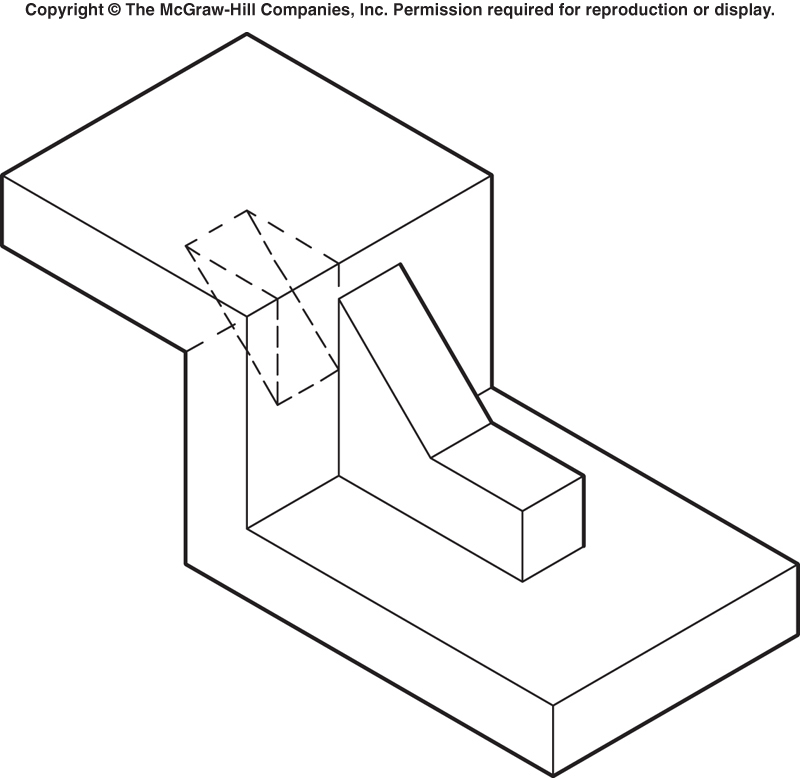 Copyright © The McGraw-Hill Companies, Inc. Permission required for reproduction or display.